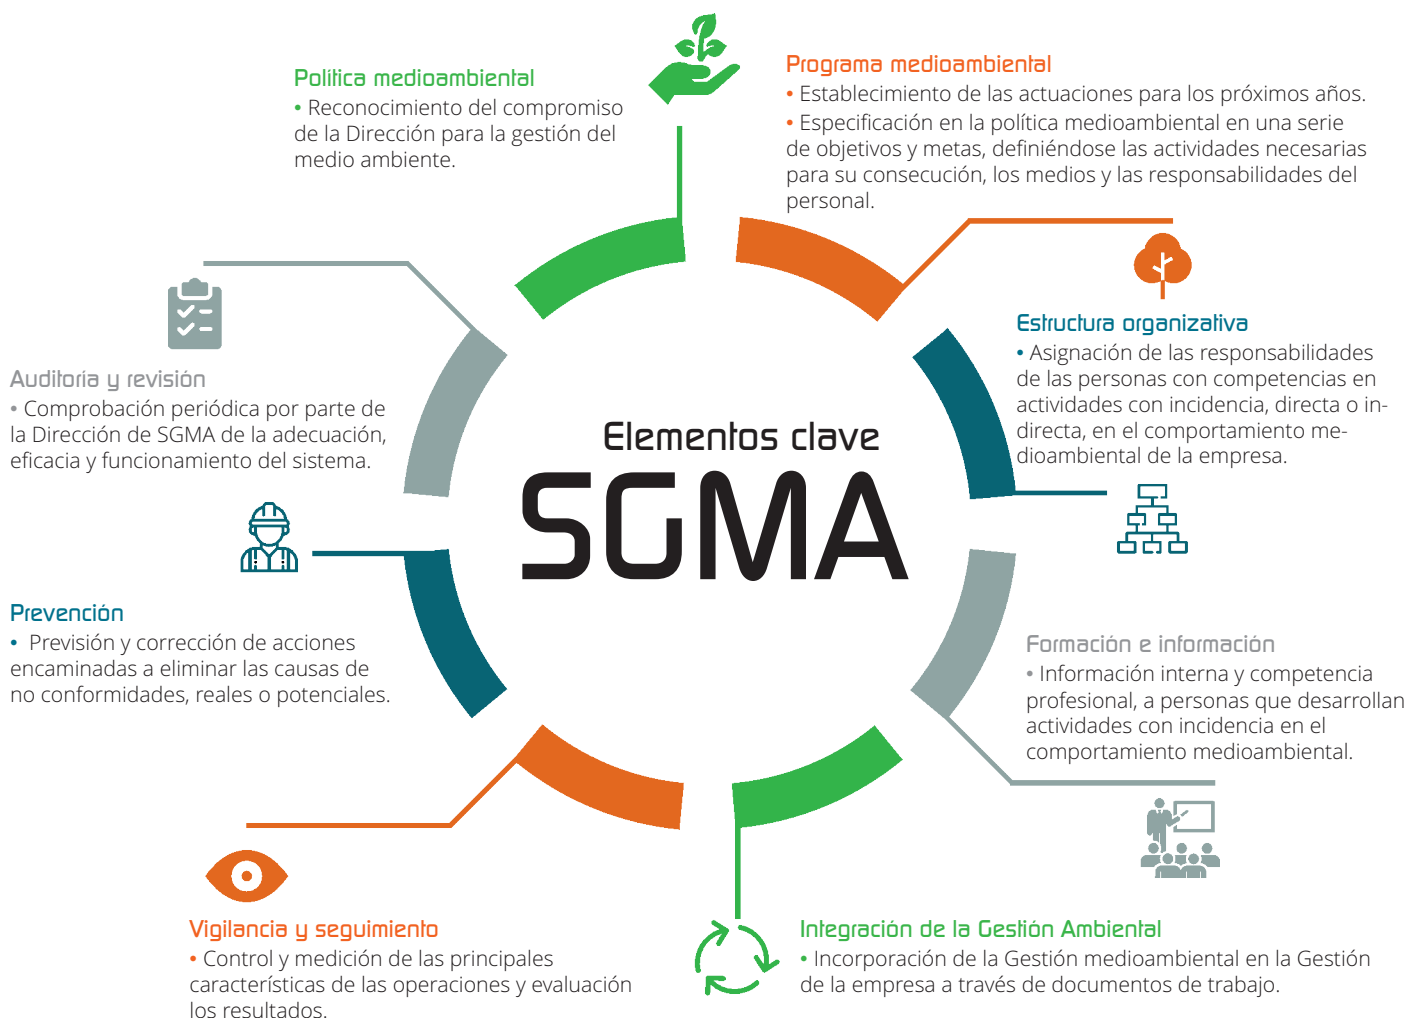 Política medioambiental
• Reconocimiento del compromiso
de la Dirección para la gestión del
medio ambiente.
Programa medioambiental
• Establecimiento de las actuaciones para los próximos años.
• Especificación en la política medioambiental en una serie
de objetivos y metas, definiéndose las actividades necesarias
para su consecución, los medios y las responsabilidades del
personal.
Estructura organizativa
• Asignación de las responsabilidades
de las personas con competencias en
actividades con incidencia, directa o in-
directa, en el comportamiento me-
dioambiental de la empresa.
Auditoría y revisión
• Comprobación periódica por parte de
la Dirección de SGMA de la adecuación,
eficacia y funcionamiento del sistema.
Elementos clave
SGMA
Prevención
• Previsión y corrección de acciones
encaminadas a eliminar las causas de
no conformidades, reales o potenciales.
Formación e información
• Información interna y competencia
profesional, a personas que desarrollan
actividades con incidencia en el
comportamiento medioambiental.
Vigilancia y seguimiento
• Control y medición de las principales
características de las operaciones y evaluación
los resultados.
Integración de la Gestión Ambiental
• Incorporación de la Gestión medioambiental en la Gestión
de la empresa a través de documentos de trabajo.